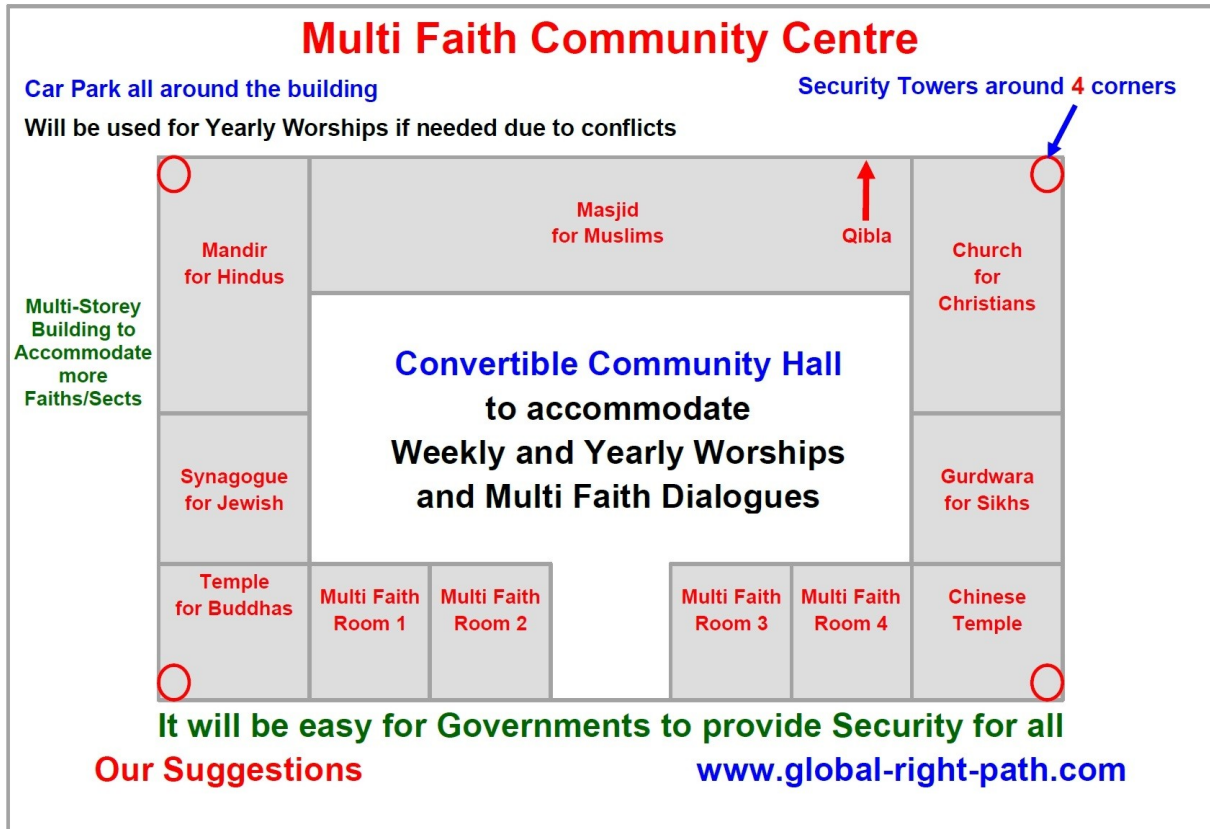 Multi Faith Community Centre
Car Park all around the building
Security Towers around 4 corners
Will be used for Yearly Worships if needed due to conflicts
Mandir
for Hindus
Masjid
for Muslims
Qibla
Church
for
Christians
Multi-Storey
Building to
Accommodate
more
Faiths/Sects
Convertible Community Hall
to accommodate
Weekly and Yearly Worships
and Multi Faith Dialogues
Synagogue
for Jewish
Gurdwara
for Sikhs
Temple
for Buddhas
Multi Faith
Room 1
Multi Faith
Room 2
Multi Faith
Room 3
Multi Faith
Room 4
Chinese
Temple
It will be easy for Governments to provide Security for all
Our Suggestions
www.global-right-path.com